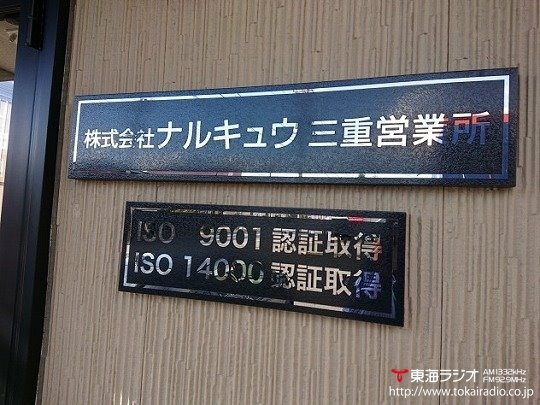 株式会社ナルキュウ 三重営業所
ISO 9001 認証取得
ISO 14000 認証取得
東海ラジオ AM1332kHz FM92.9MHz
http://www.tokairadio.co.jp